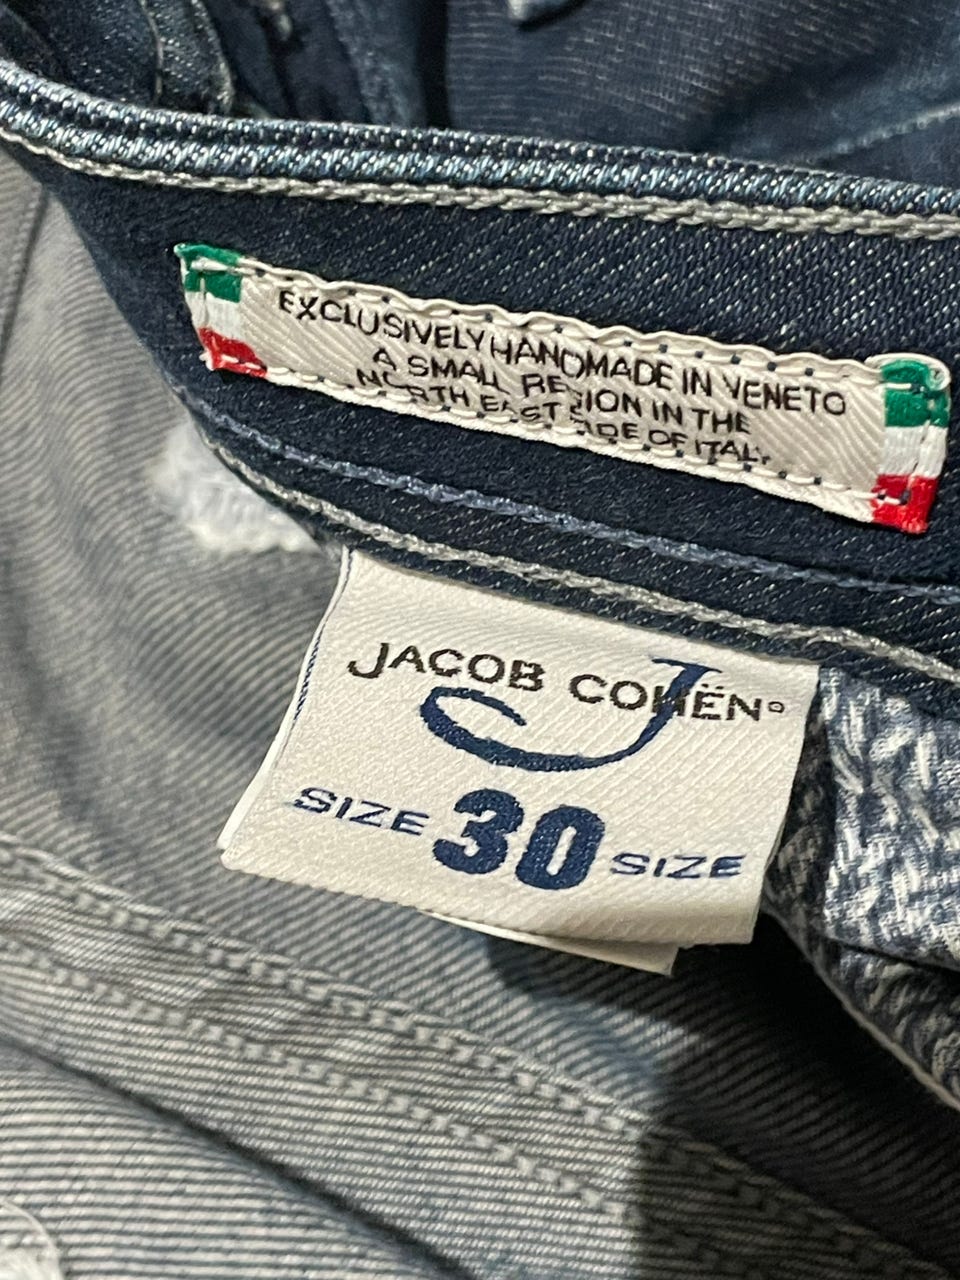 EXCLUSIVELY HANDMADE IN VENETO
A SMALL REGION IN THE
NORTH EAST SIDE OF ITALY.
JACOB COHËN
J
SIZE 30 SIZE